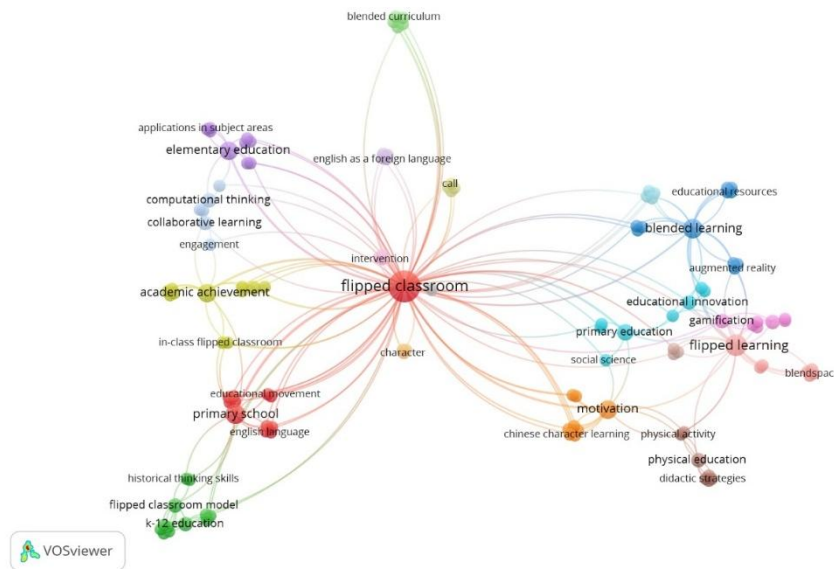 blended curriculum
applications in subject areas
elementary education
english as a foreign language
call
educational resources
computational thinking
collaborative learning
blended learning
engagement
intervention
augmented reality
flipped classroom
academic achievement
educational innovation
gamification
primary education
in-class flipped classroom
flipped learning
character
social science
blendspac
educational movement
primary school
motivation
english language
chinese character learning
physical activity
physical education
historical thinking skills
didactic strategies
flipped classroom model
k-12 education
VOSviewer